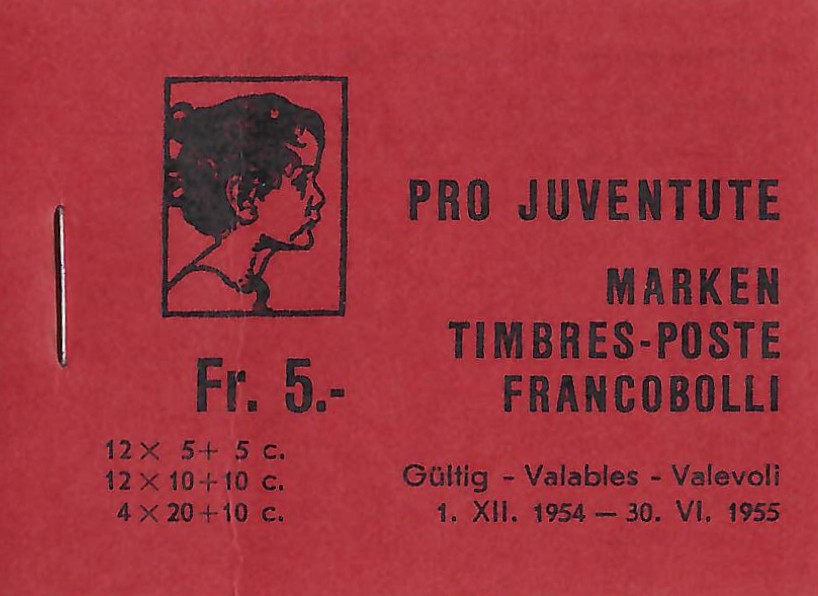 PRO JUVENTUTE
MARKEN
TIMBRES-POSTE
FRANCOBOLLI
Fr. 5.-
12 × 5 + 5 c.
12 × 10 + 10 c.
4 × 20 + 10 c.
Gültig - Valables - Valevoli
1. XII. 1954 — 30. VI. 1955